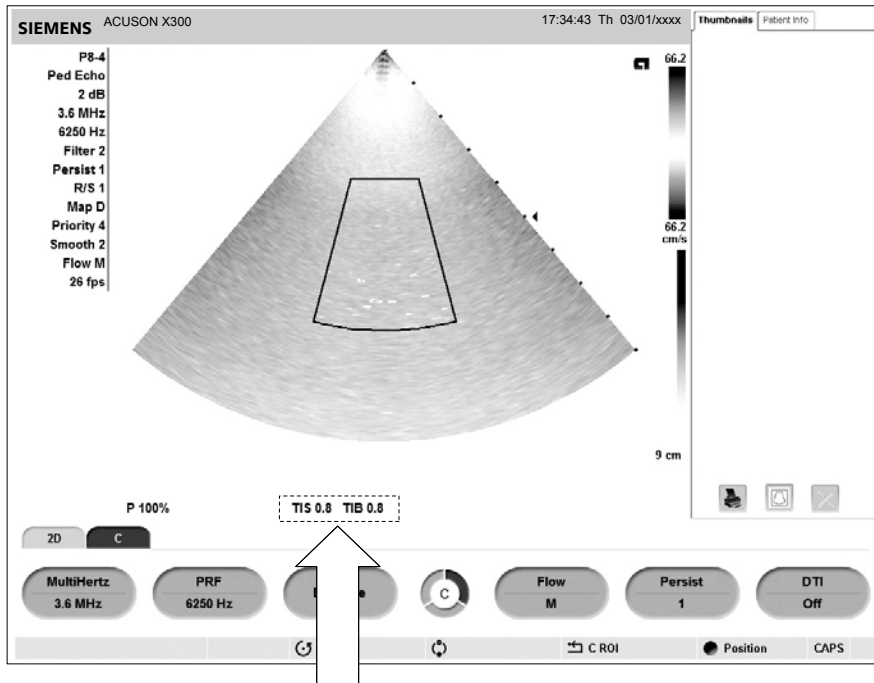 SIEMENS ACUSON X300 17:34:43 Th 03/01/xxxx
Thumbnails Patient Info
P8-4
Ped Echo
2 dB
3.6 MHz
6250 Hz
Filter 2
Persist 1
R/S 1
Map D
Priority 4
Smooth 2
Flow M
26 fps
66.2
66.2
cm/s
9 cm
P 100% TIS 0.8 TIB 0.8
2D C
MultiHertz
3.6 MHz
PRF
6250 Hz
C
Flow
M
Persist
1
DTI
Off
C ROI Position CAPS